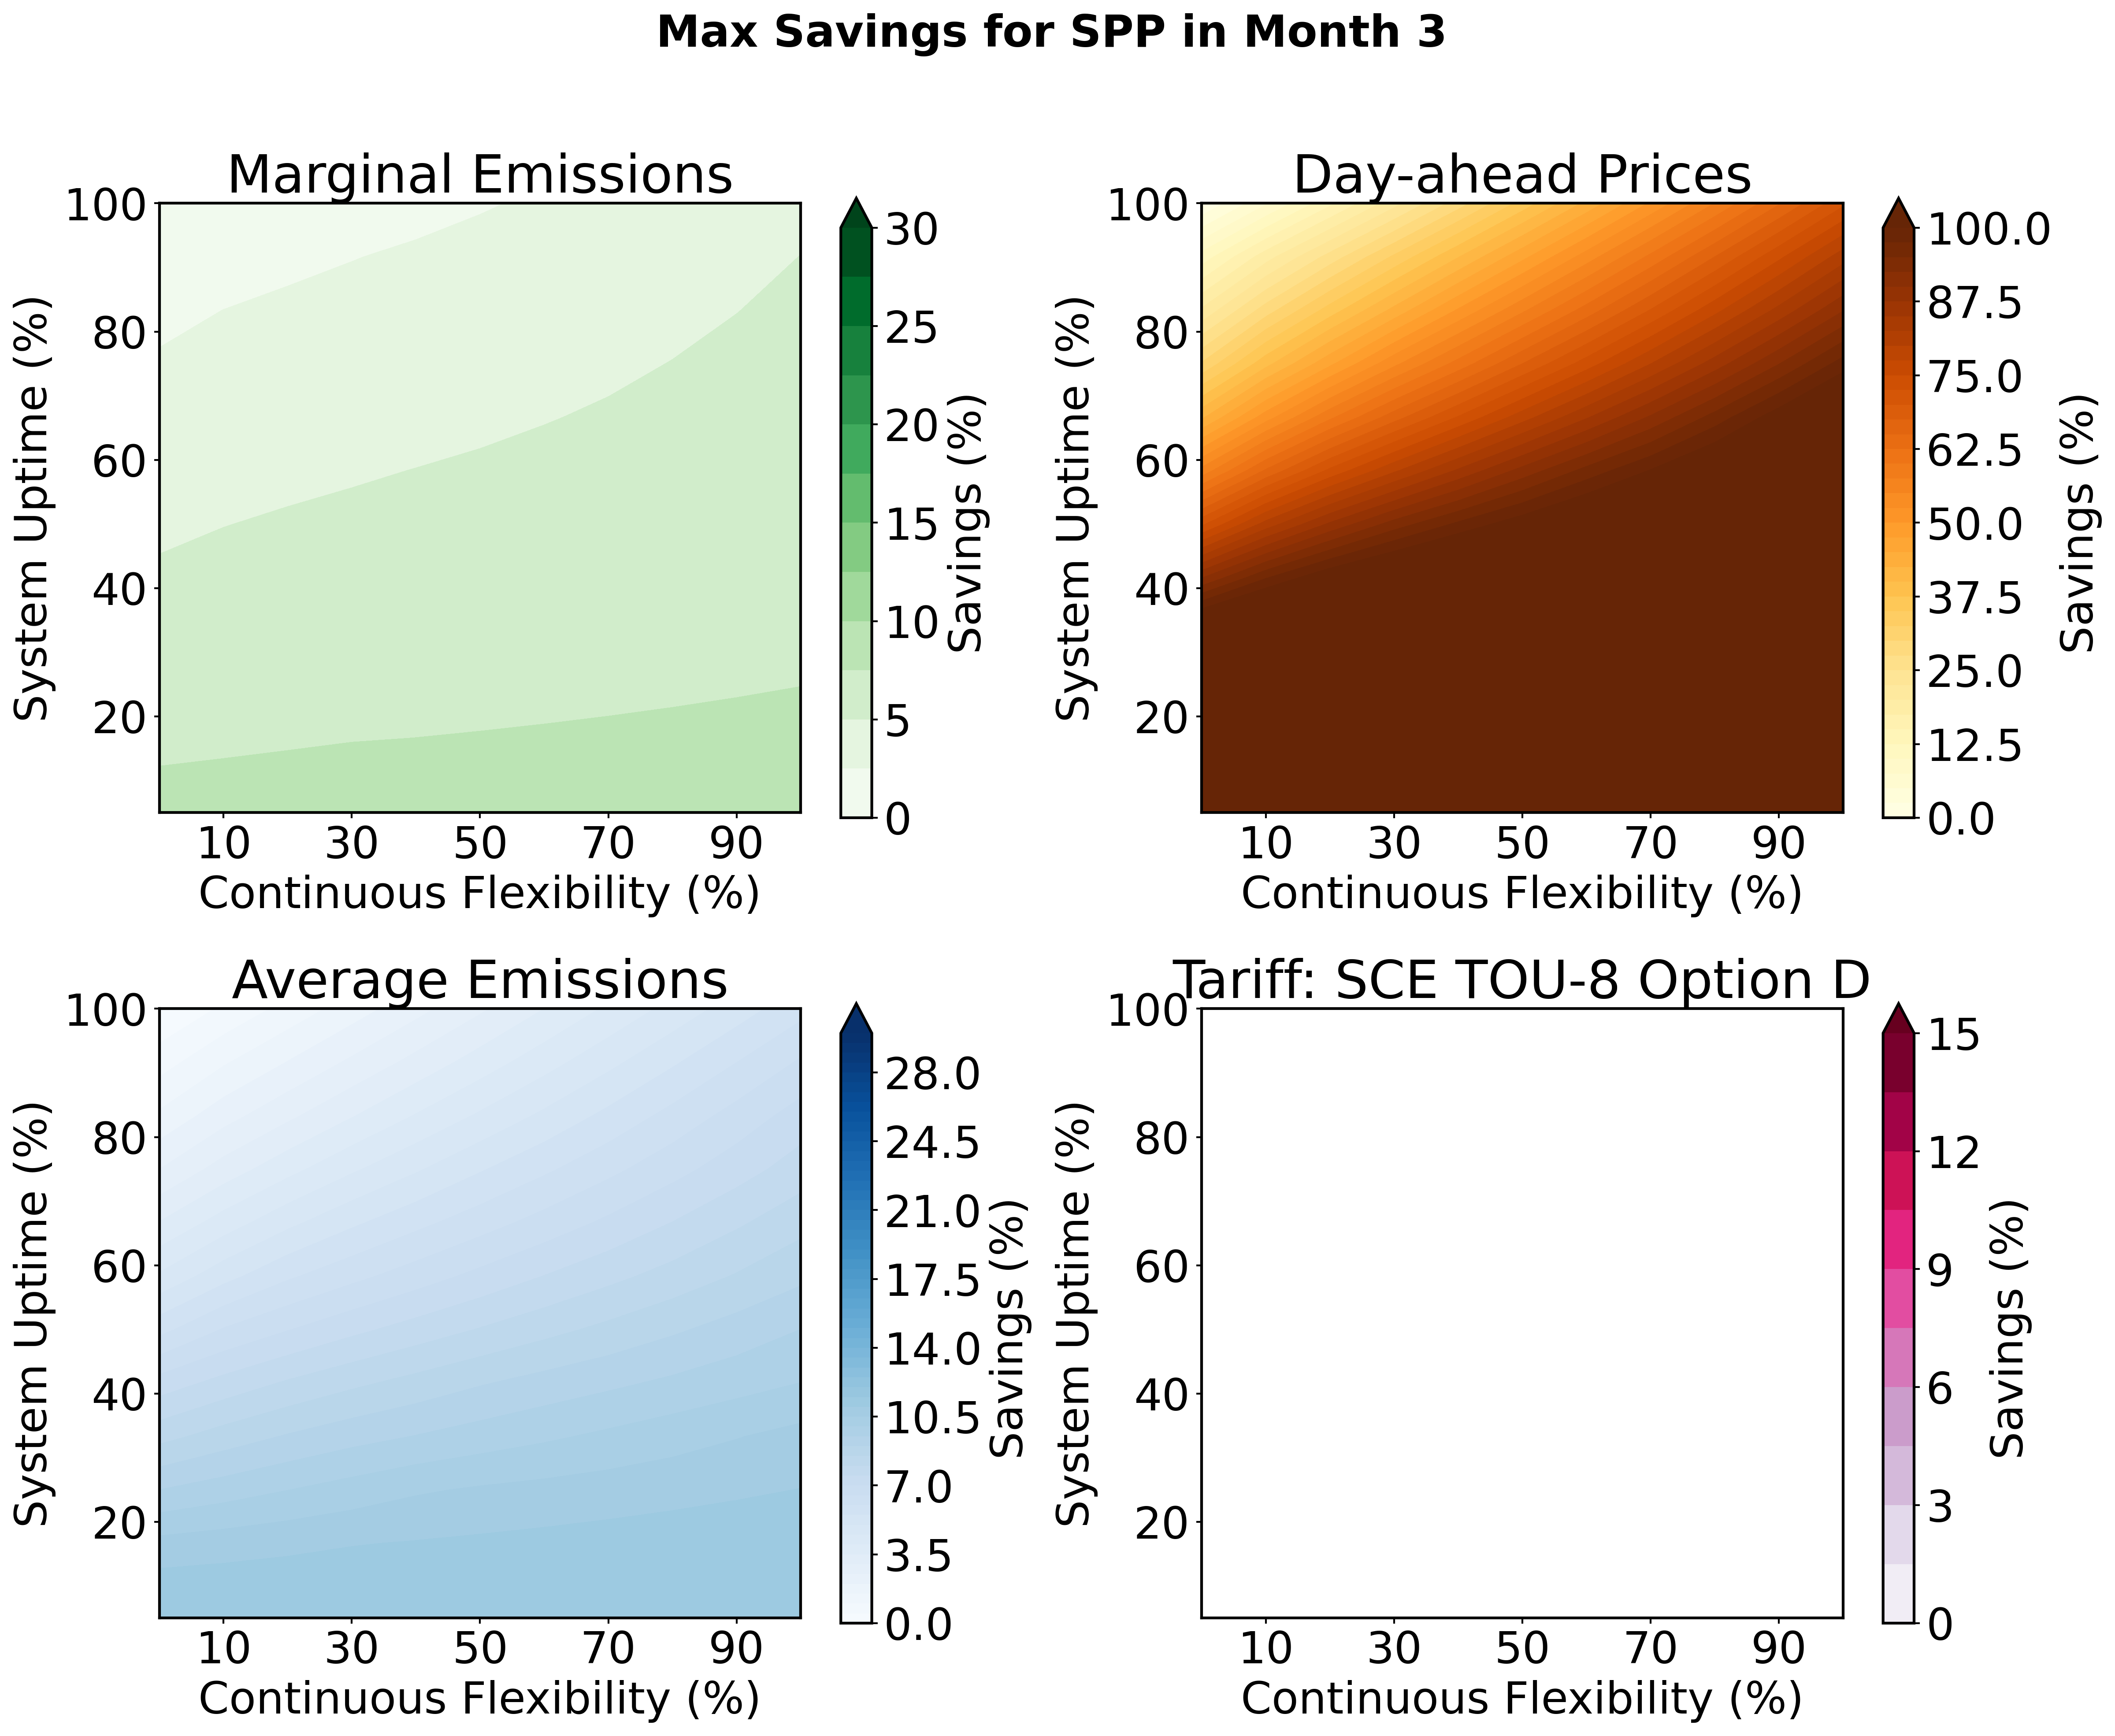 Max Savings for SPP in Month 3
Marginal Emissions
100
80
60
40
20
System Uptime (%)
10 30 50 70 90
Continuous Flexibility (%)
30
25
20
15
10
5
0
Savings (%)
Day-ahead Prices
100
80
60
40
20
System Uptime (%)
10 30 50 70 90
Continuous Flexibility (%)
100.0
87.5
75.0
62.5
50.0
37.5
25.0
12.5
0.0
Savings (%)
Average Emissions
100
80
60
40
20
System Uptime (%)
10 30 50 70 90
Continuous Flexibility (%)
28.0
24.5
21.0
17.5
14.0
10.5
7.0
3.5
0.0
Savings (%)
Tariff: SCE TOU-8 Option D
100
80
60
40
20
System Uptime (%)
10 30 50 70 90
Continuous Flexibility (%)
15
12
9
6
3
0
Savings (%)